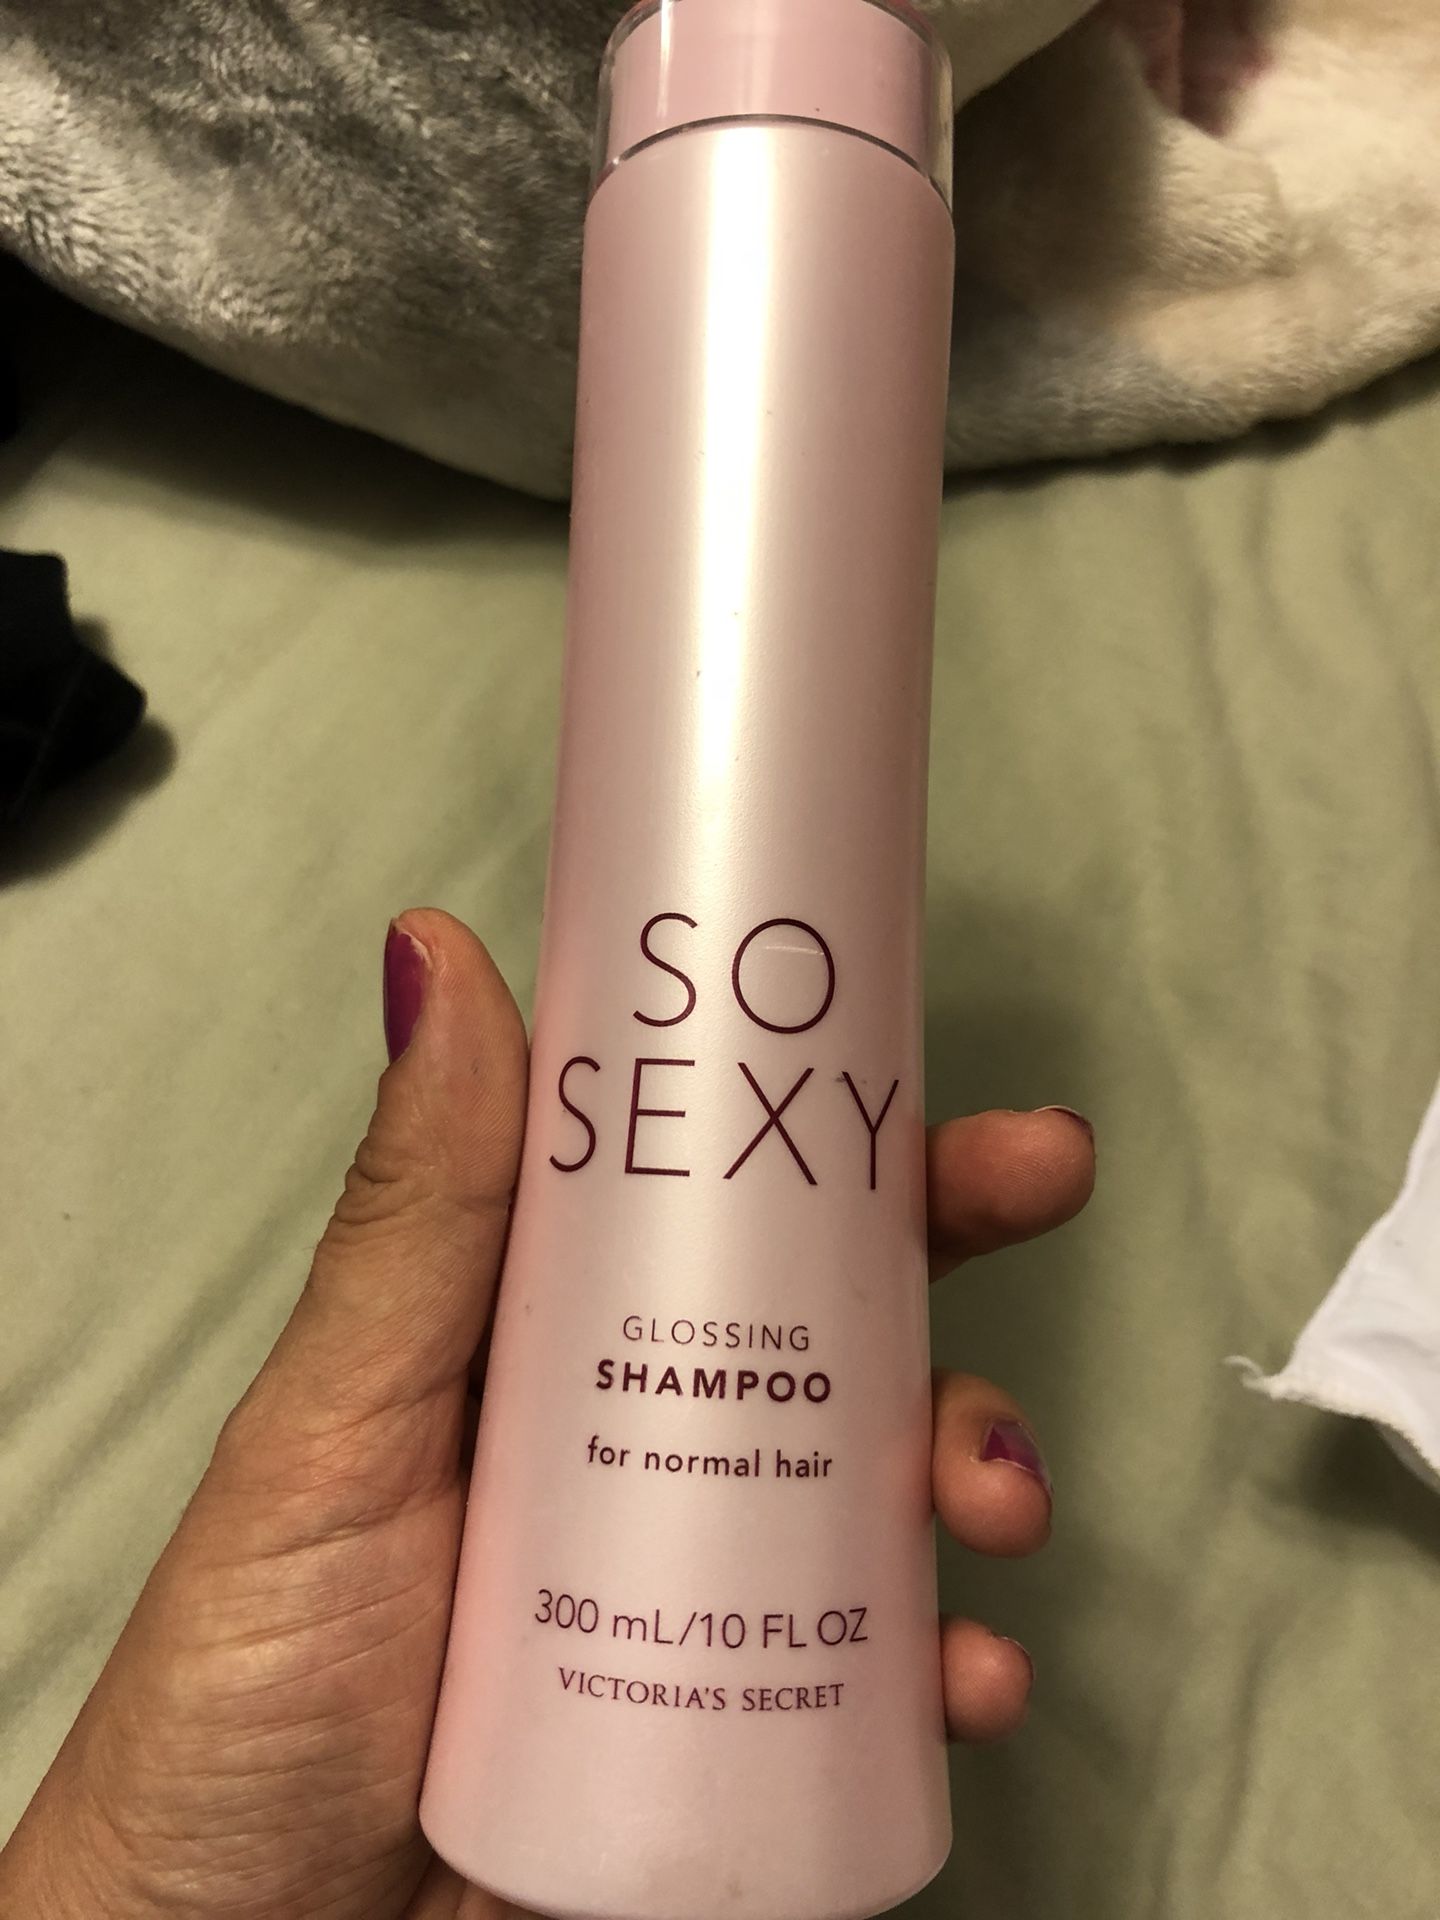 SO
SEXY
GLOSSING
SHAMPOO
for normal hair
300 mL/10 FL OZ
VICTORIA'S SECRET